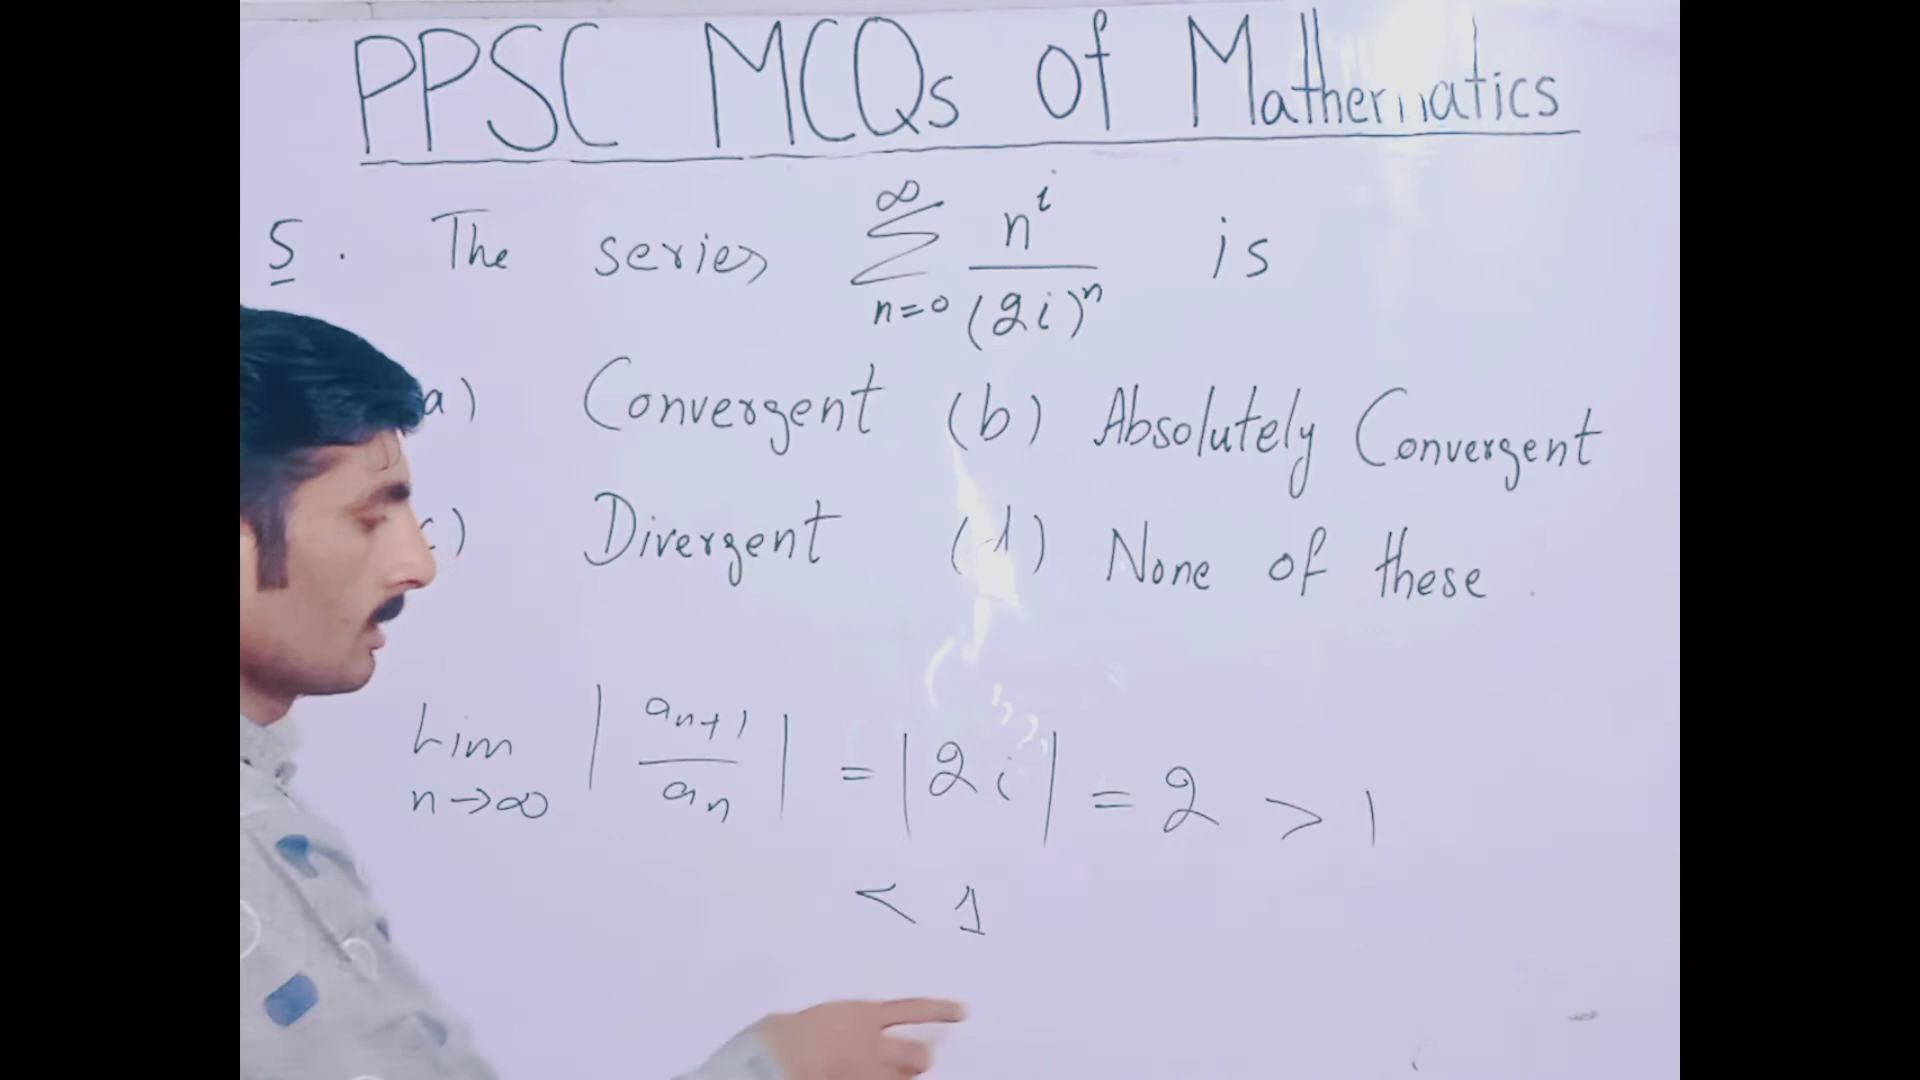 PPSC MCQs of Mathematics
5. The series ∑_{n=0}^{∞} n^i/(2i)^n is
a) Convergent (b) Absolutely Convergent
c) Divergent (d) None of these.
Lim_{n→∞} |a_{n+1}/a_n| = |2i| = 2 > 1
< 1